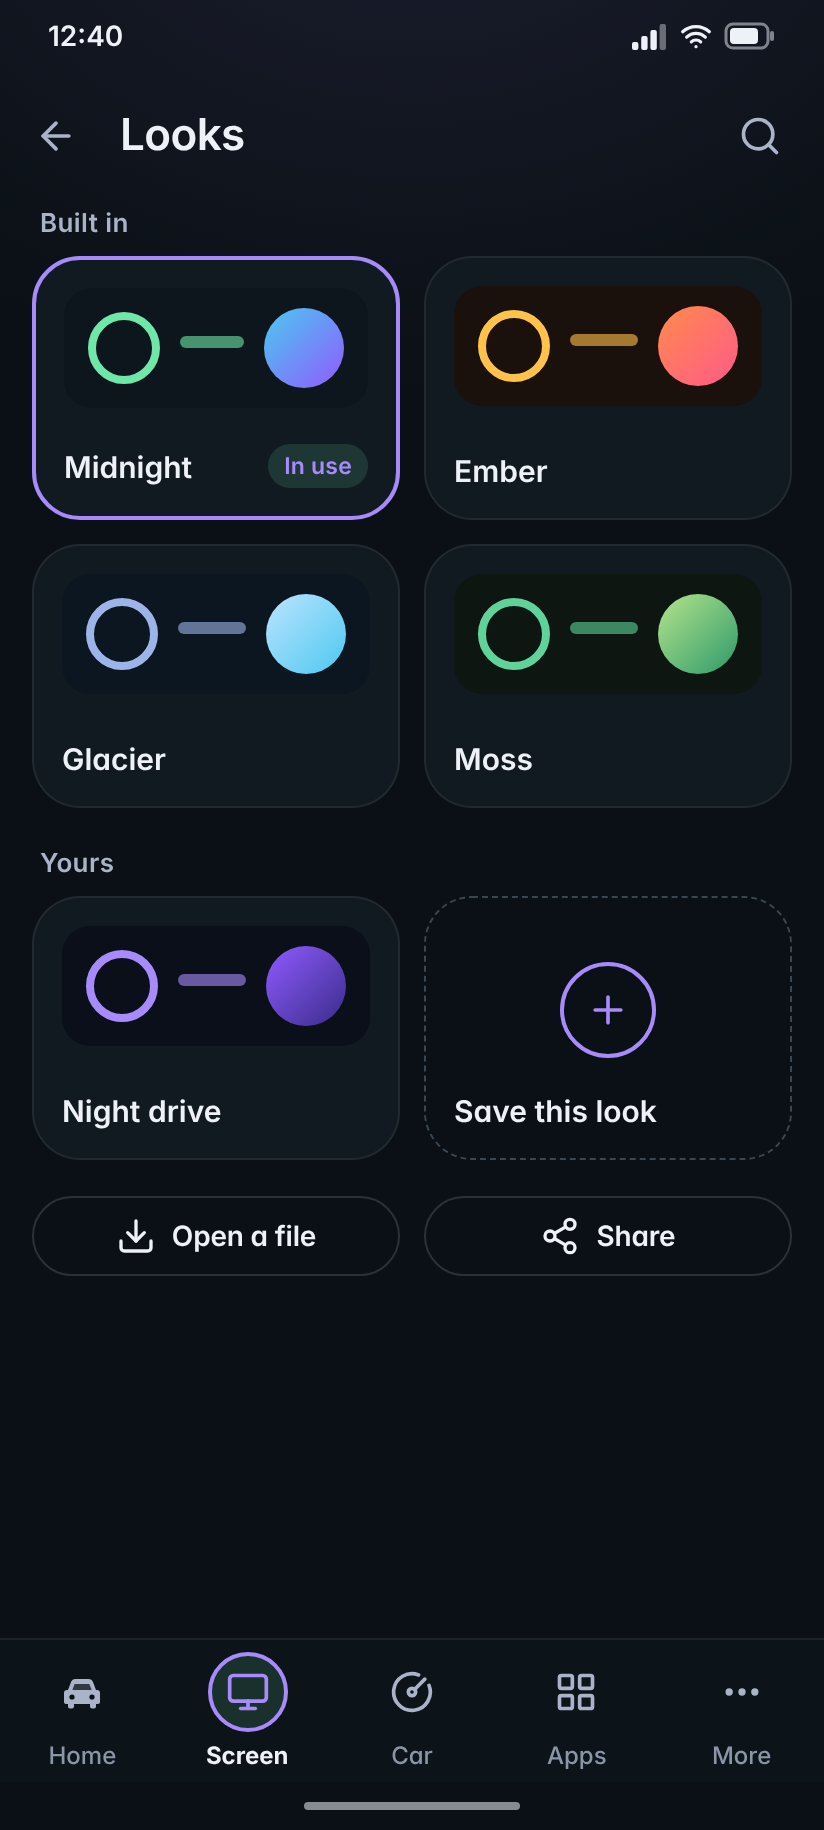 12:40
Looks
Built in
Midnight
In use
Ember
Glacier
Moss
Yours
Night drive
Save this look
Open a file
Share
Home
Screen
Car
Apps
More